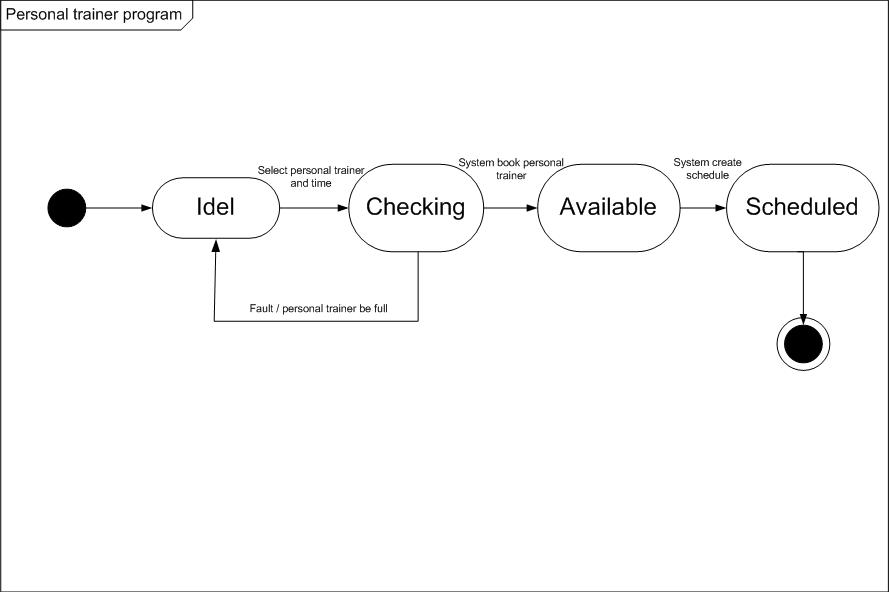 Personal trainer program
Select personal trainer
and time
System book personal
trainer
System create
schedule
Idel
Checking
Available
Scheduled
Fault / personal trainer be full